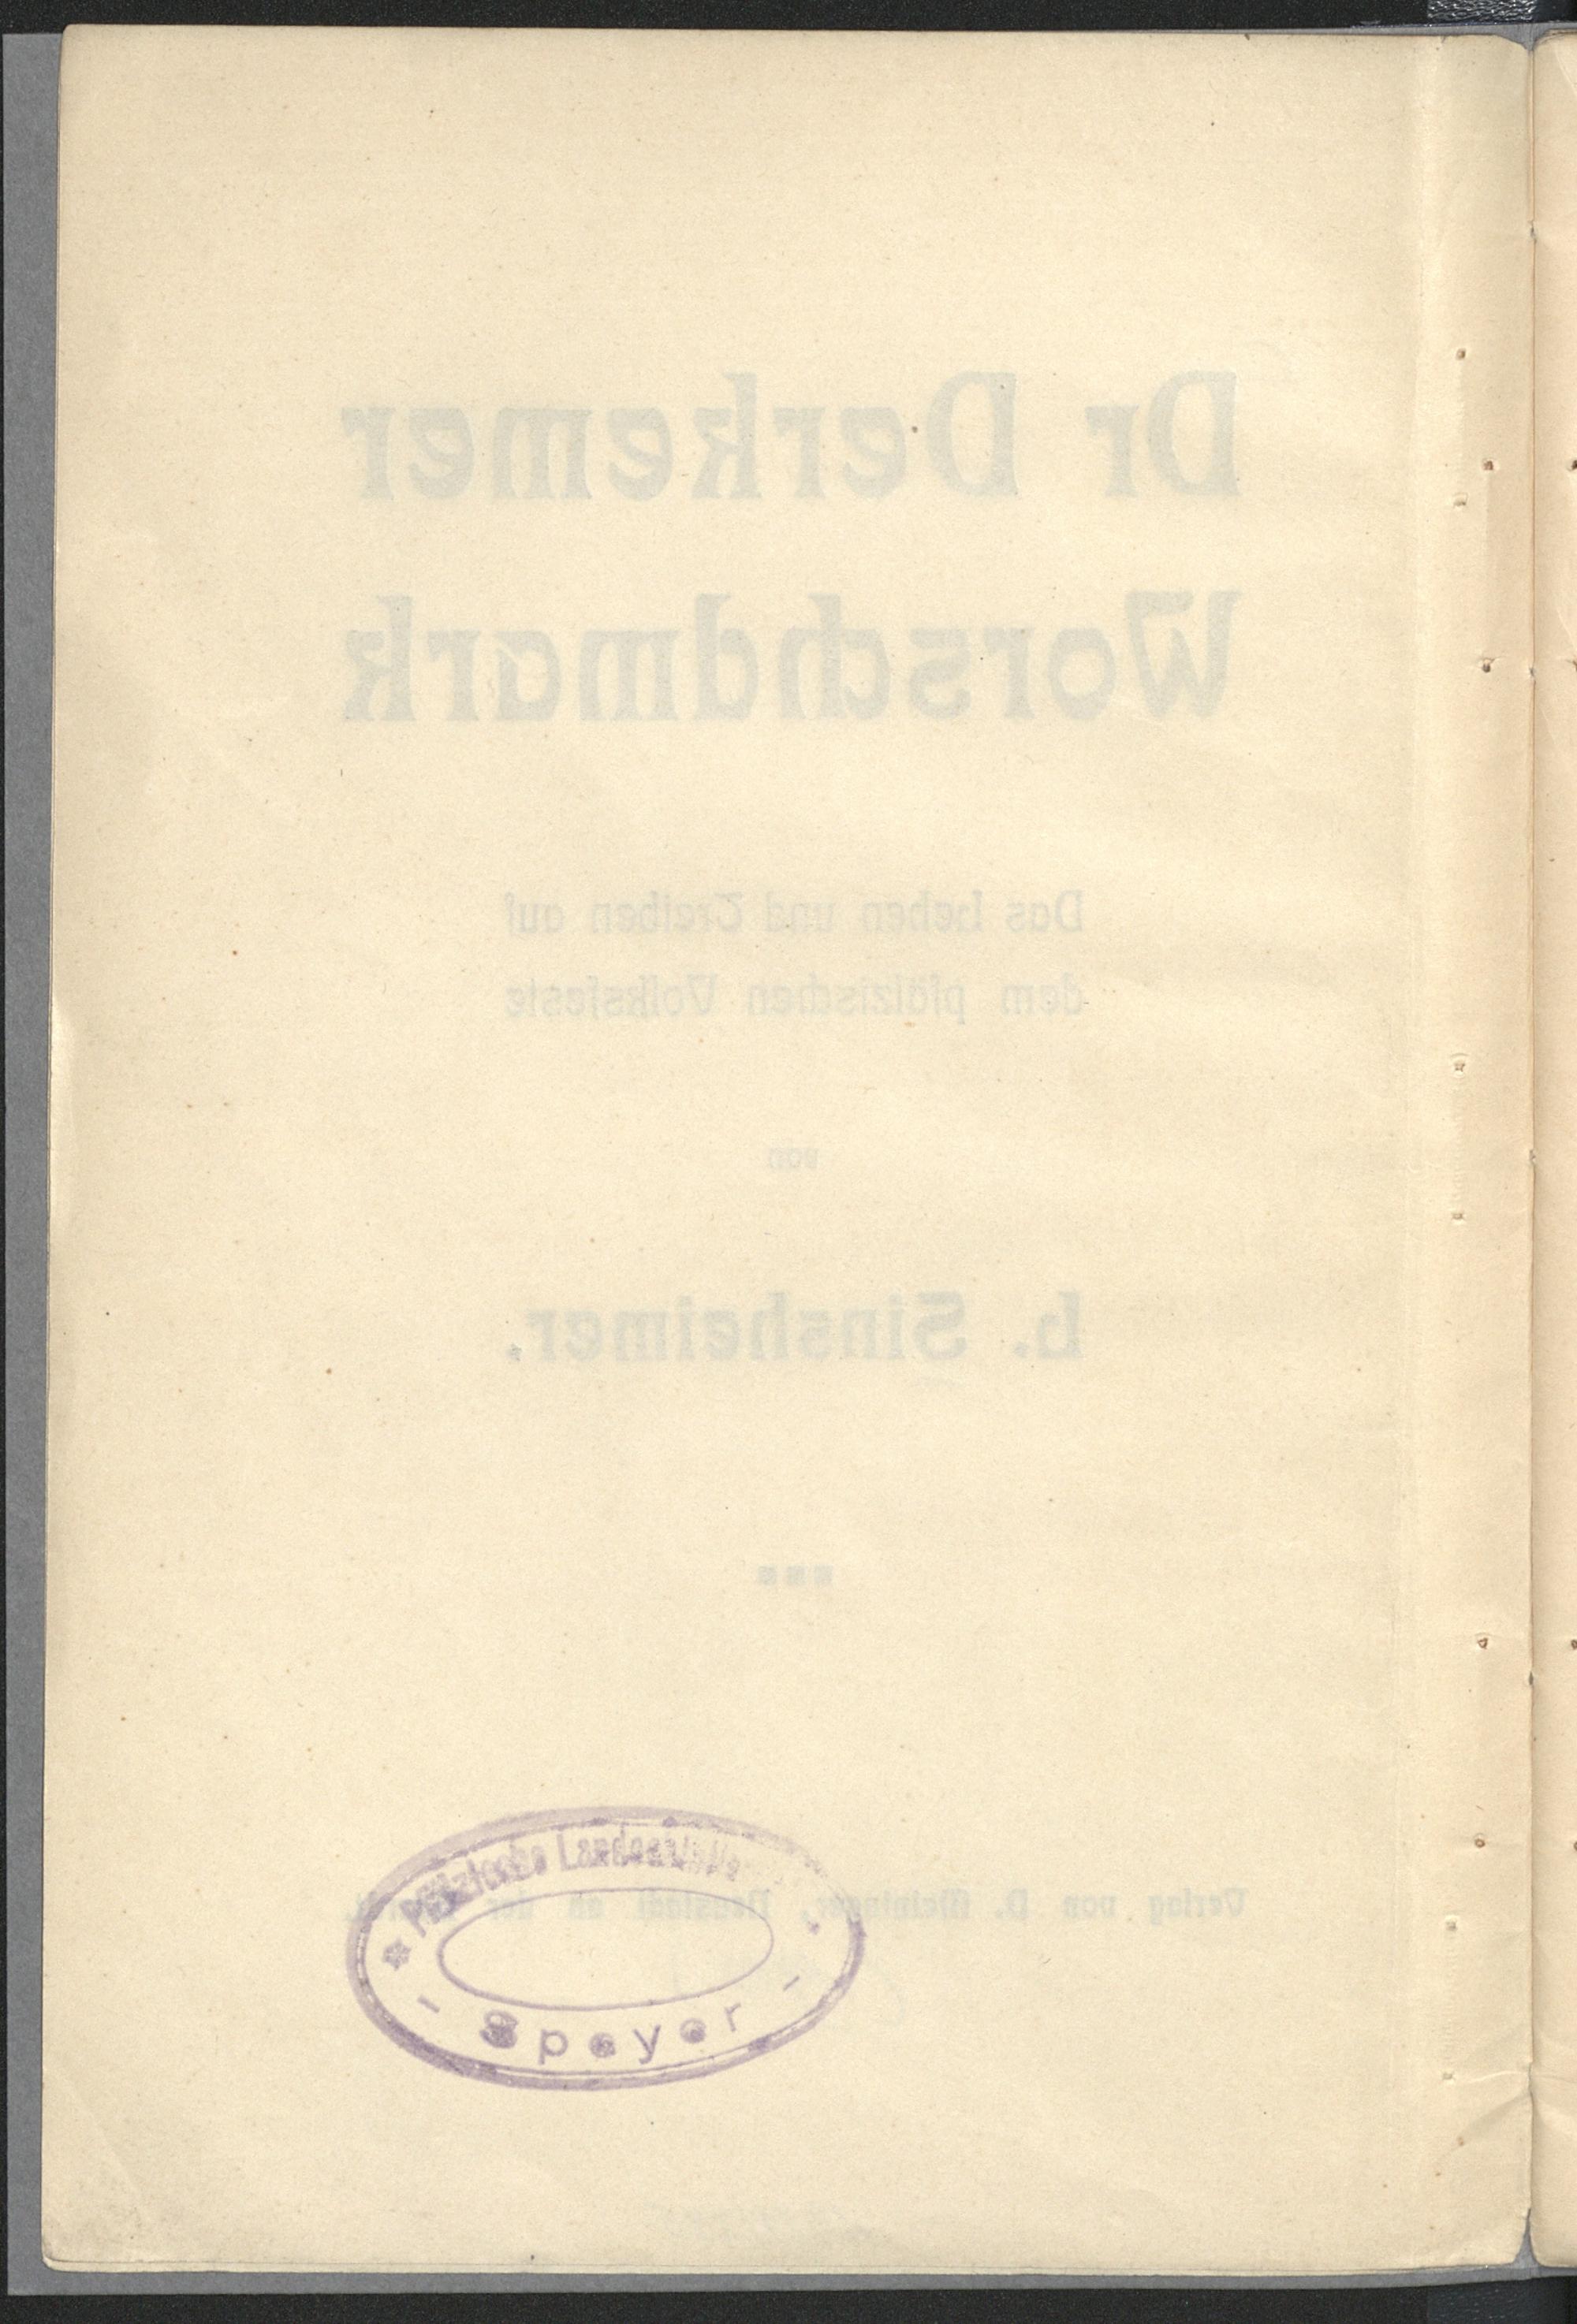 Dr Derkemer
Worschdmark
Das Leben und Treiben auf
dem pfälzischen Volksfeste
von
L. Sinsheimer.
Verlag von D. Meininger, Neustadt an der
Pfälzische
Speyer